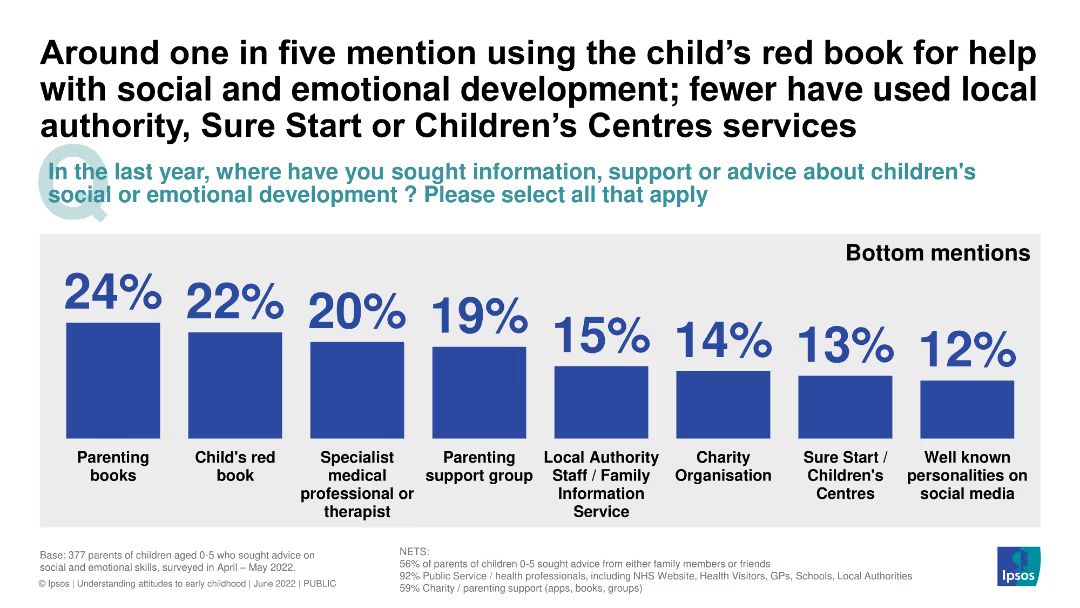 Around one in five mention using the child’s red book for help
with social and emotional development; fewer have used local
authority, Sure Start or Children’s Centres services
Q
In the last year, where have you sought information, support or advice about children's
social or emotional development ? Please select all that apply
Bottom mentions
24%
22%
20%
19%
15%
14%
13%
12%
Parenting
books
Child's red
book
Specialist
medical
professional or
therapist
Parenting
support group
Local Authority
Staff / Family
Information
Service
Charity
Organisation
Sure Start /
Children's
Centres
Well known
personalities on
social media
Base: 377 parents of children aged 0-5 who sought advice on
social and emotional skills, surveyed in April – May 2022.
© Ipsos | Understanding attitudes to early childhood | June 2022 | PUBLIC
NETS:
56% of parents of children 0-5 sought advice from either family members or friends
92% Public Service / health professionals, including NHS Website, Health Visitors, GPs, Schools, Local Authorities
59% Charity / parenting support (apps, books, groups)
Ipsos